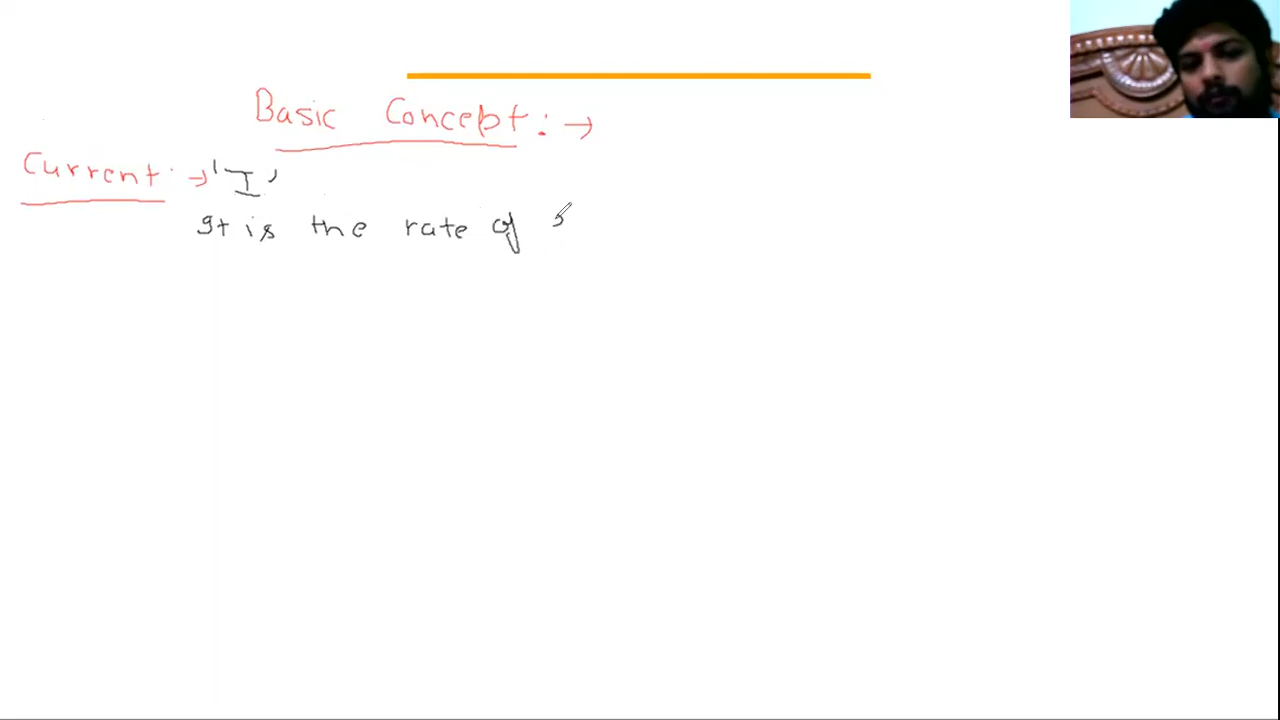 Basic Concept : →
Current → 'I'
It is the rate of